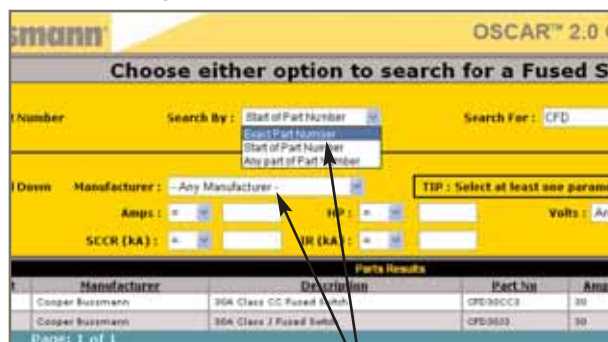 smann OSCAR™ 2.0
Choose either option to search for a Fused S
Number Search By : Start of Part Number Search For : CFD
Exact Part Number
Start of Part Number
Any part of Part Number
Down Manufacturer : - Any Manufacturer - TIP : Select at least one param
Amps : = HP : = Volts : An
SCCR (kA) : = IR (kA) : =
Parts Results
Manufacturer Description Part No Amp
Cooper Bussmann 30A Class CC Fused Switch CFD30CC3 30
Cooper Bussmann 30A Class J Fused Switch CFD30J3 30
Page: 1 of 1